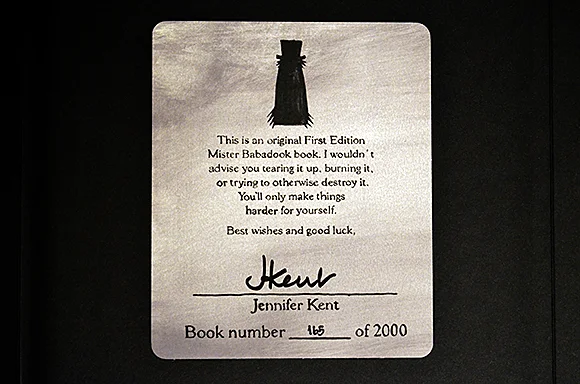 This is an original First Edition
Mister Babadook book. I wouldn't
advise you tearing it up, burning it,
or trying to otherwise destroy it.
You'll only make things
harder for yourself.
Best wishes and good luck,
JKent
Jennifer Kent
Book number 165 of 2000